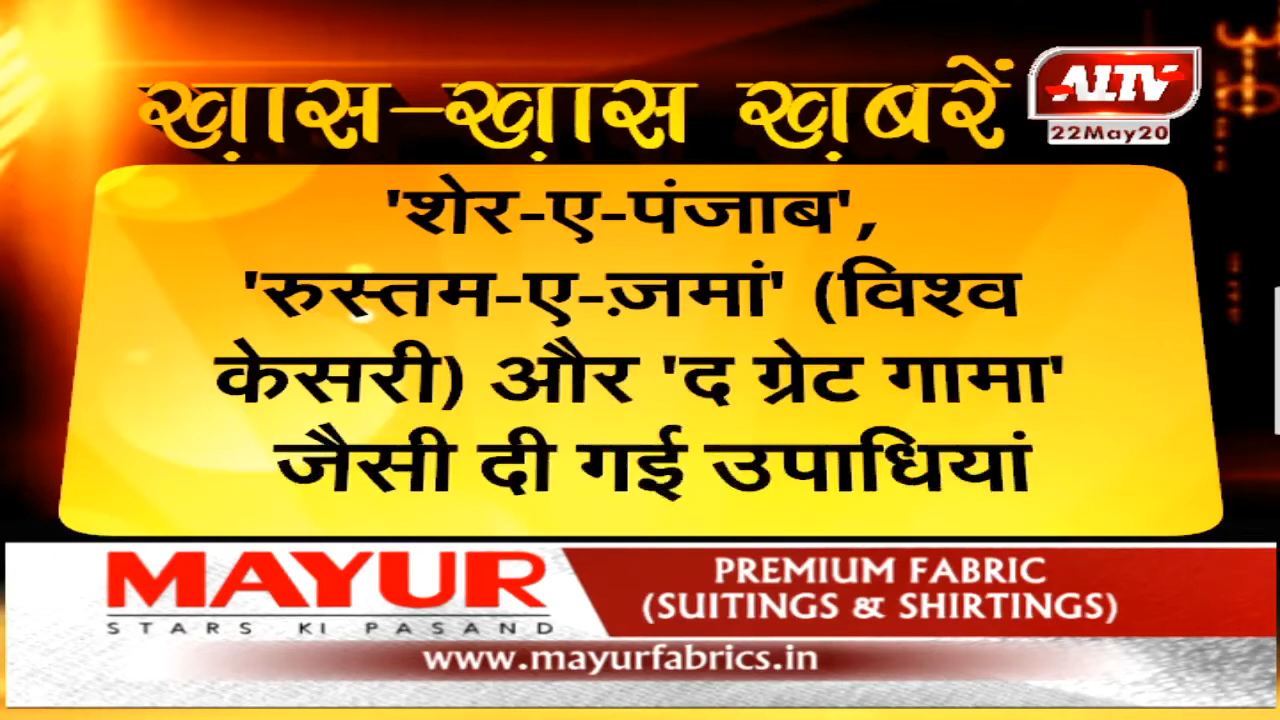 ख़ास-ख़ास ख़बरें
ALTV
22May20
'शेर-ए-पंजाब',
'रुस्तम-ए-ज़मां' (विश्व
केसरी) और 'द ग्रेट गामा'
जैसी दी गई उपाधियां
MAYUR
STARS KI PASAND
PREMIUM FABRIC
(SUITINGS & SHIRTINGS)
www.mayurfabrics.in